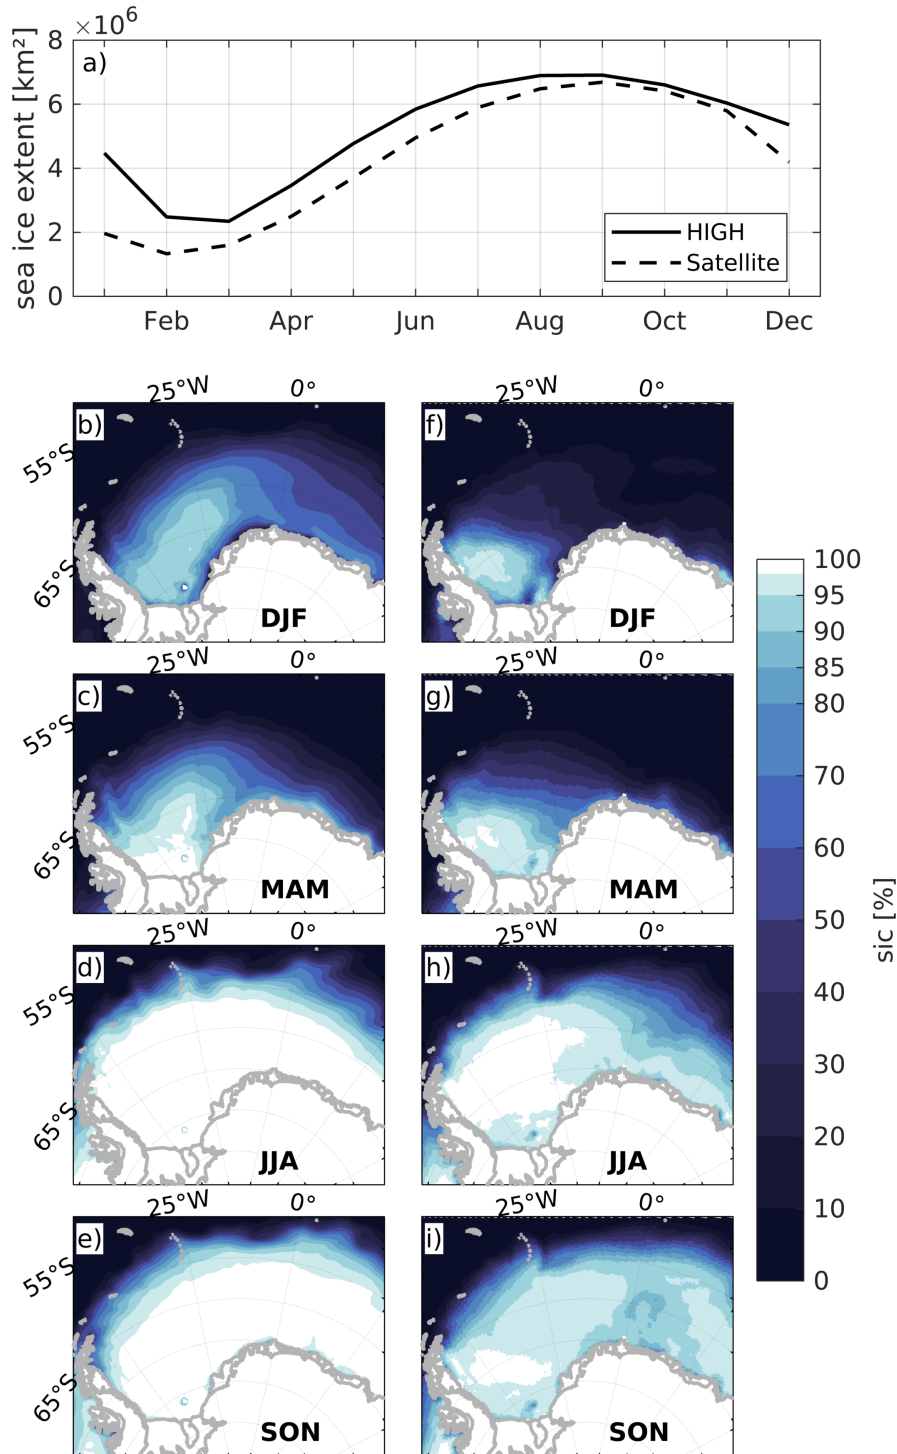 ×10⁶
8
6
4
2
0
sea ice extent [km²]
a)
HIGH
Satellite
Feb Apr Jun Aug Oct Dec
25°W 0° 25°W 0°
55°S
65°S
b) f)
DJF DJF
25°W 0° 25°W 0°
55°S
65°S
c) g)
MAM MAM
25°W 0° 25°W 0°
55°S
65°S
d) h)
JJA JJA
25°W 0° 25°W 0°
55°S
65°S
e) i)
SON SON
100
95
90
85
80
70
60
50
40
30
20
10
0
sic [%]